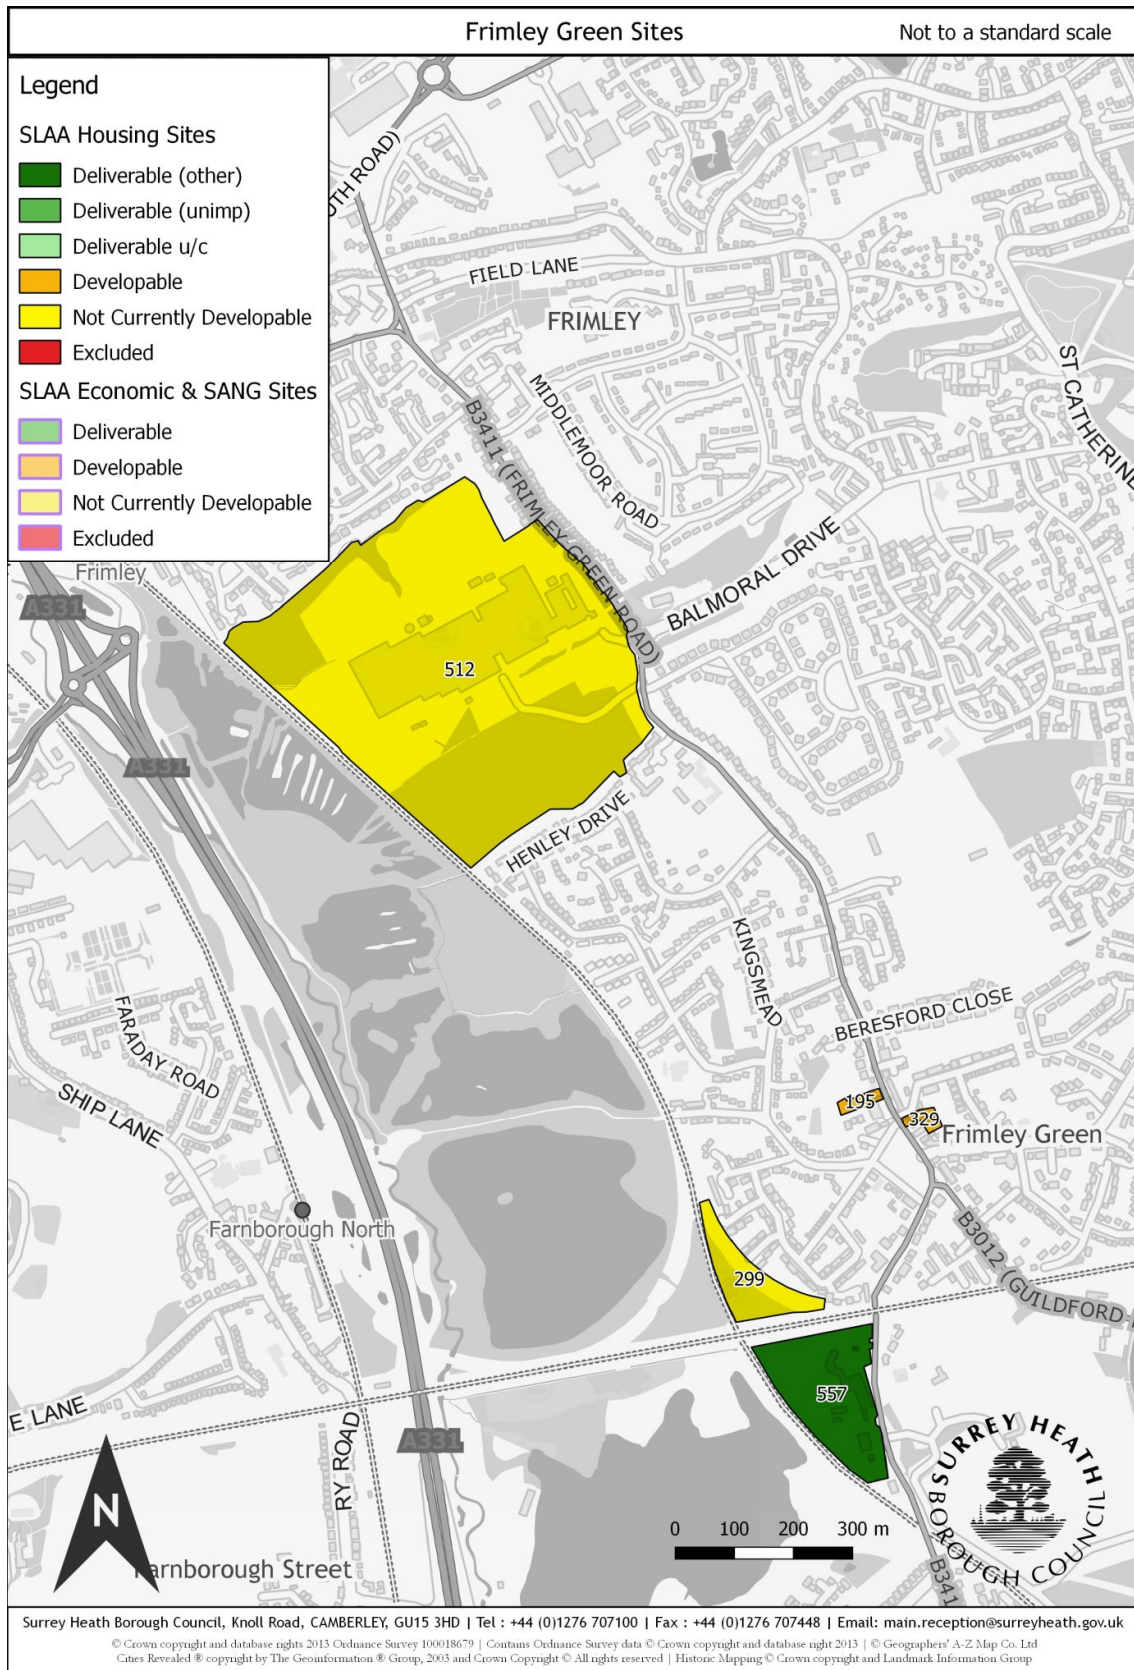 Frimley Green Sites
Not to a standard scale
Legend
SLAA Housing Sites
Deliverable (other)
Deliverable (unimp)
Deliverable u/c
Developable
Not Currently Developable
Excluded
SLAA Economic & SANG Sites
Deliverable
Developable
Not Currently Developable
Excluded
ROAD)
FIELD LANE
FRIMLEY
ST CATHERINE
MIDDLEMOOR ROAD
B3411 (FRIMLEY GREEN ROAD)
BALMORAL DRIVE
Frimley
A331
512
A331
HENLEY DRIVE
KINGSMEAD
BERESFORD CLOSE
FARADAY ROAD
SHIP LANE
195
329
Frimley Green
Farnborough North
B3012 (GUILDFORD
299
557
E LANE
A331
RY ROAD
N
0 100 200 300 m
SURREY HEATH
BOROUGH COUNCIL
B341
arnborough Street
Surrey Heath Borough Council, Knoll Road, CAMBERLEY, GU15 3HD | Tel : +44 (0)1276 707100 | Fax : +44 (0)1276 707448 | Email: main.reception@surreyheath.gov.uk
© Crown copyright and database rights 2013 Ordnance Survey 100018679 | Contains Ordnance Survey data © Crown copyright and database right 2013 | © Geographers' A-Z Map Co. Ltd
Cities Revealed ® copyright by The Geoinformation ® Group, 2003 and Crown Copyright © All rights reserved | Historic Mapping © Crown copyright and Landmark Information Group